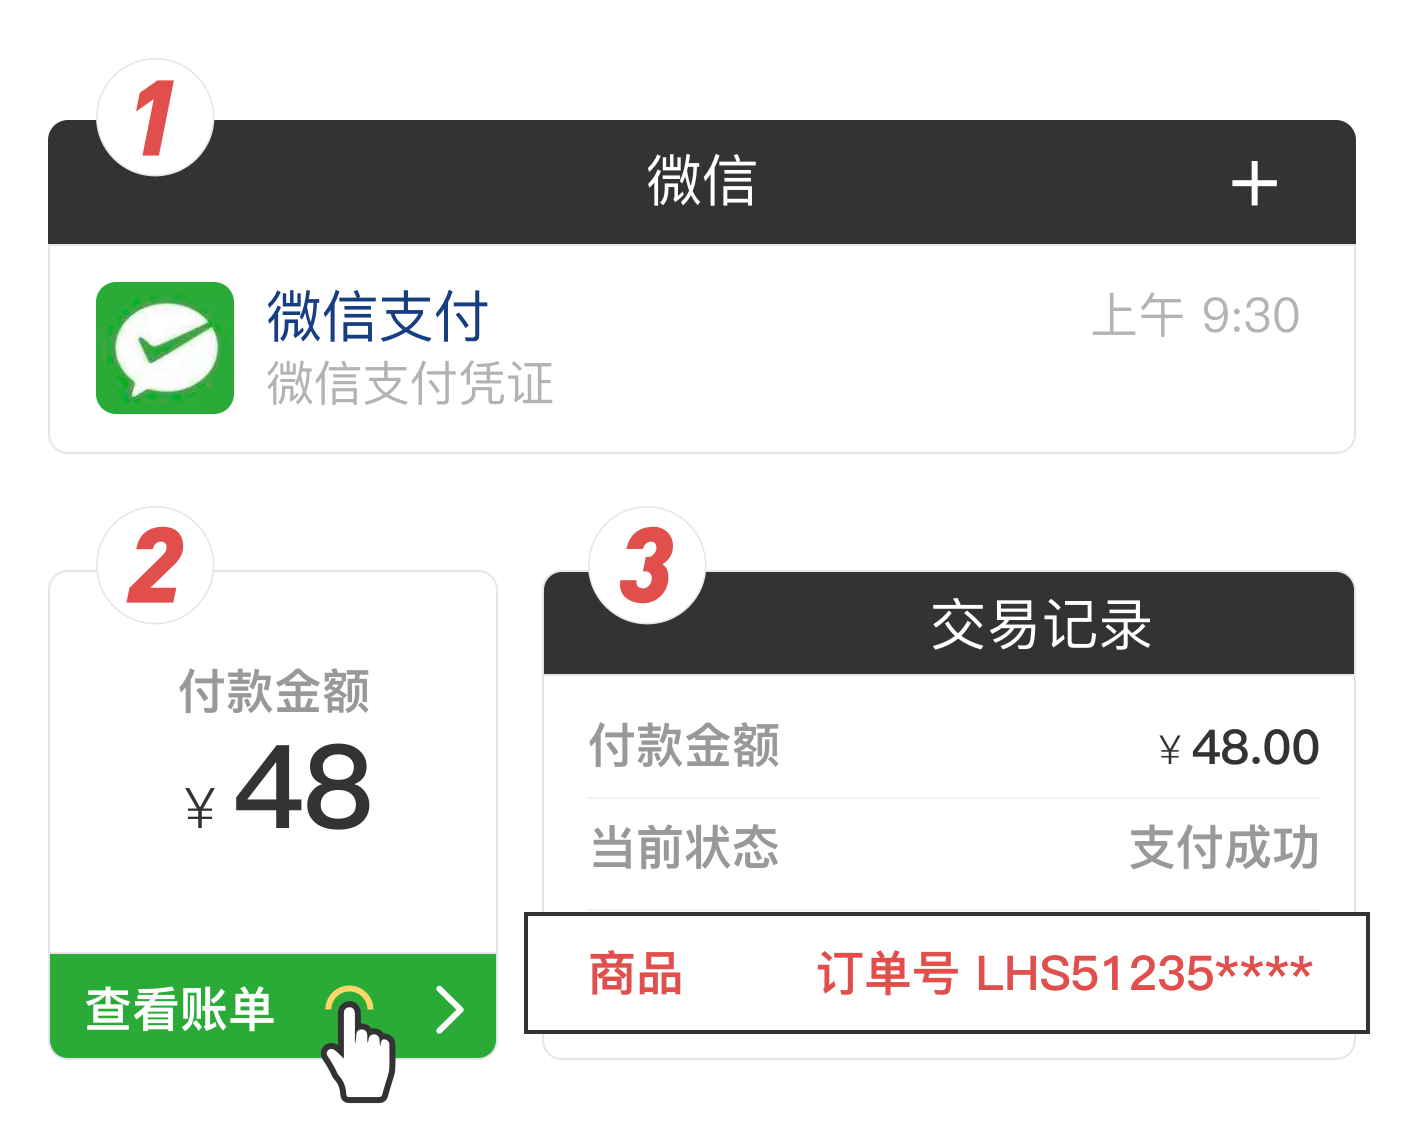 1
微信
微信支付
上午 9:30
微信支付凭证
2
付款金额
¥ 48
查看账单
3
交易记录
付款金额
¥ 48.00
当前状态
支付成功
商品
订单号 LHS51235****